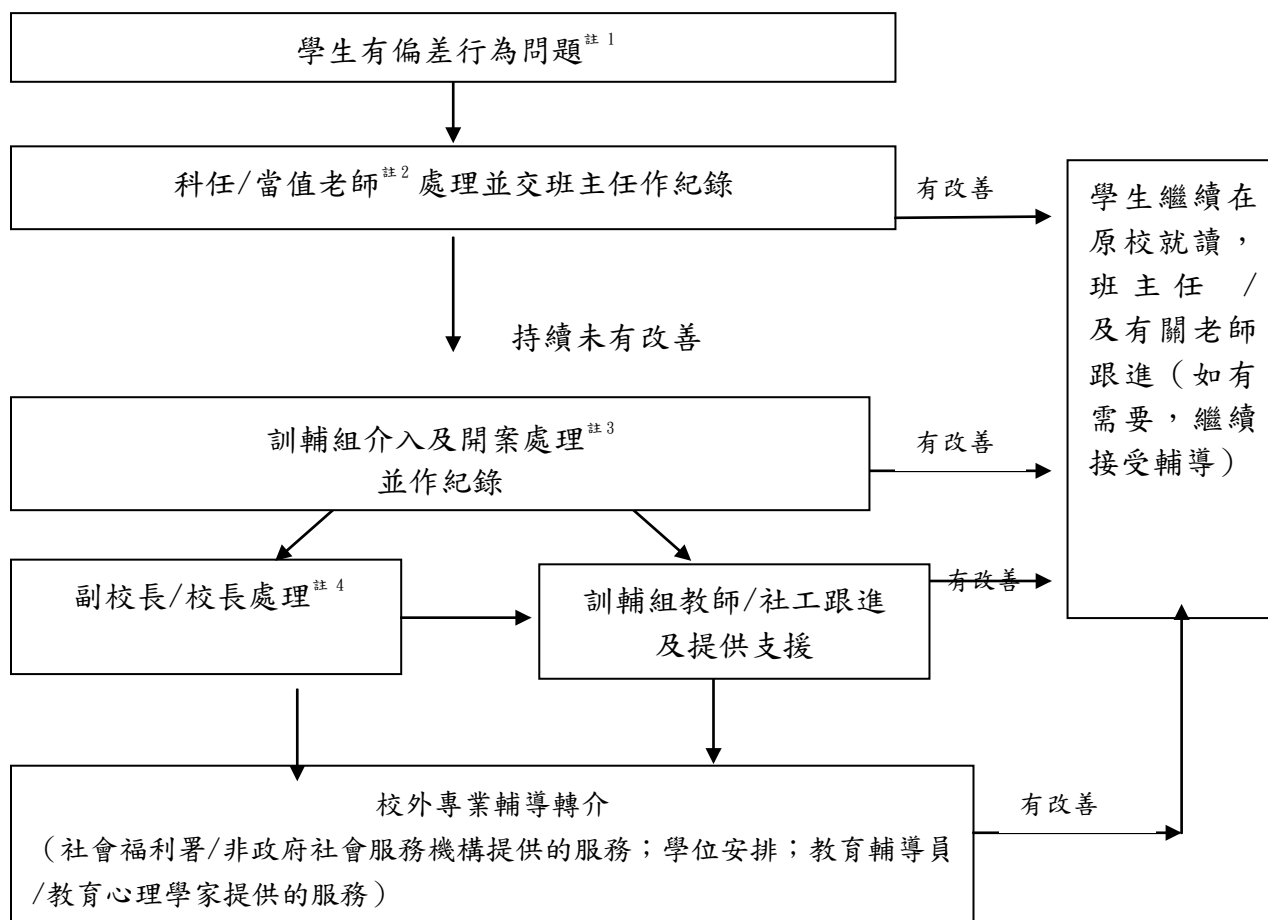 學生有偏差行為問題註 1
科任/當值老師註2 處理並交班主任作紀錄
有改善
學生繼續在
原校就讀，
班主任 /
及有關老師
跟進（如有
需要，繼續
接受輔導）
持續未有改善
訓輔組介入及開案處理註3
並作紀錄
有改善
副校長/校長處理註 4
訓輔組教師/社工跟進
及提供支援
有改善
校外專業輔導轉介
（社會福利署/非政府社會服務機構提供的服務；學位安排；教育輔導員
/教育心理學家提供的服務）
有改善